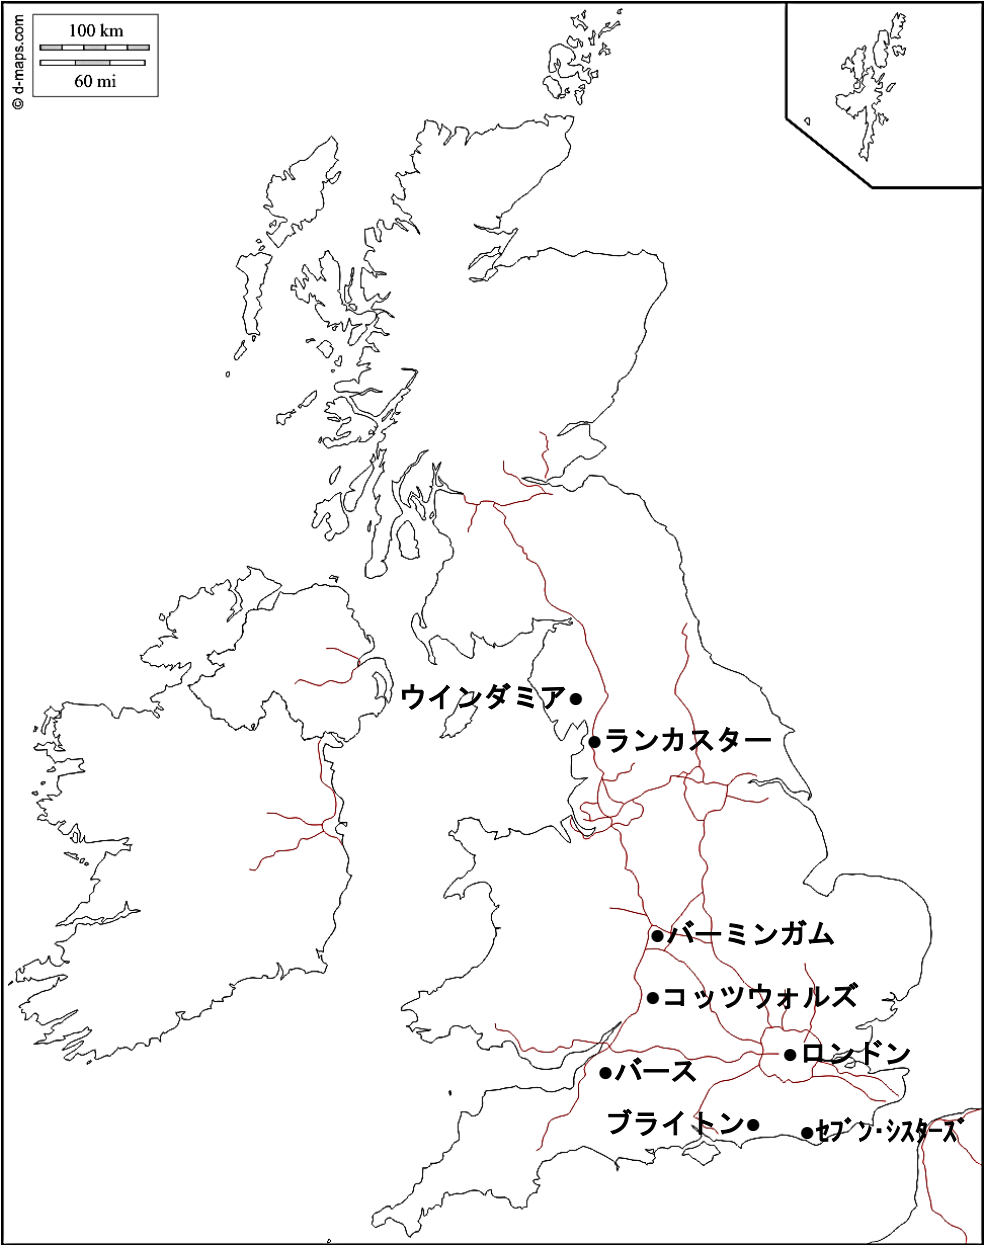 © d-maps.com
100 km
60 mi
ウインダミア
ランカスター
バーミンガム
コッツウォルズ
ロンドン
バース
ブライトン
ｾﾌﾞﾝ・ｼｽﾀｰｽﾞ